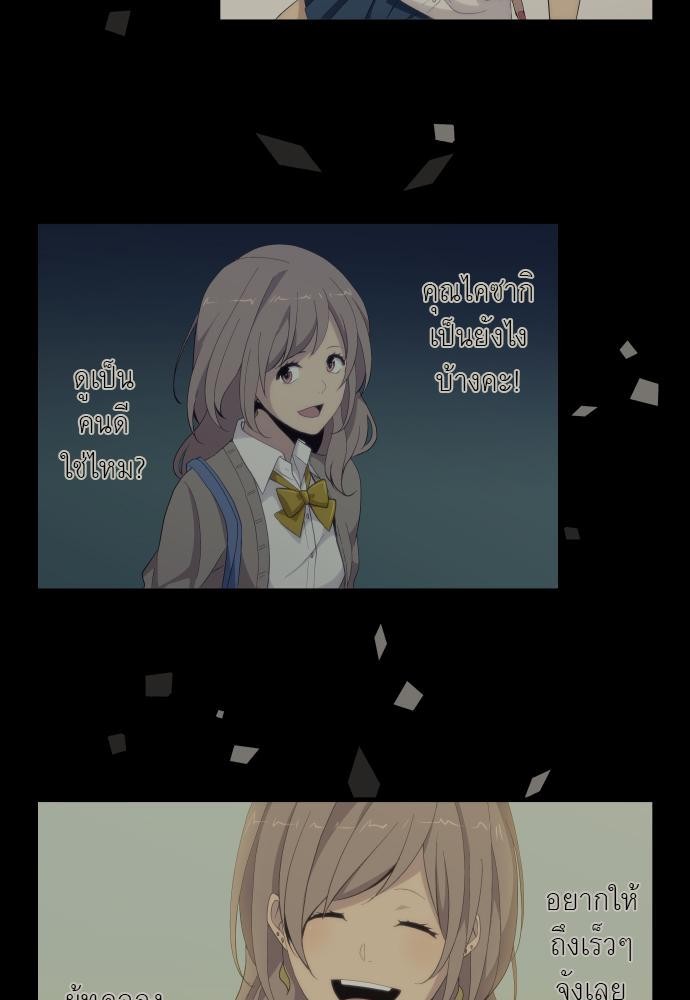 คุณไคซากิ
เป็นยังไง
บ้างคะ!
ดูเป็น
คนดี
ใช่ไหม?
อยากให้
ถึงเร็วๆ
จังเลย